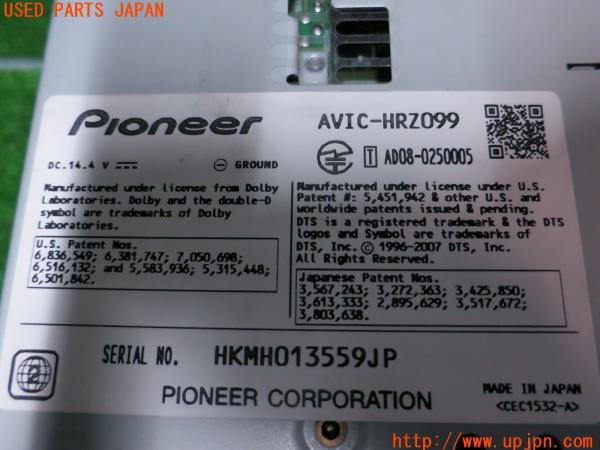 USED PARTS JAPAN
Pioneer
AVIC-HRZ099
DC.14.4 V
GROUND
T AD08-0250005
Manufactured under license from Dolby
Laboratories. Dolby and the double-D
symbol are trademarks of Dolby
Laboratories.
U.S. Patent Nos.
6,836,549; 6,381,747; 7,050,698;
6,516,132; and 5,583,936; 5,315,448;
6,501,842.
Manufactured under license under U.S.
Patent #: 5,451,942 & other U.S. and
worldwide patents issued & pending.
DTS is a registered trademark & the DTS
logos and Symbol are trademarks of
DTS, Inc. © 1996-2007 DTS, Inc.
All Rights Reserved.
Japanese Patent Nos.
3,567,243; 3,272,363; 3,425,850;
3,613,333; 2,895,629; 3,517,672;
3,803,638.
2
SERIAL NO. HKMH013559JP
PIONEER CORPORATION
MADE IN JAPAN
<CEC1532-A>
http://www.upjpn.com/